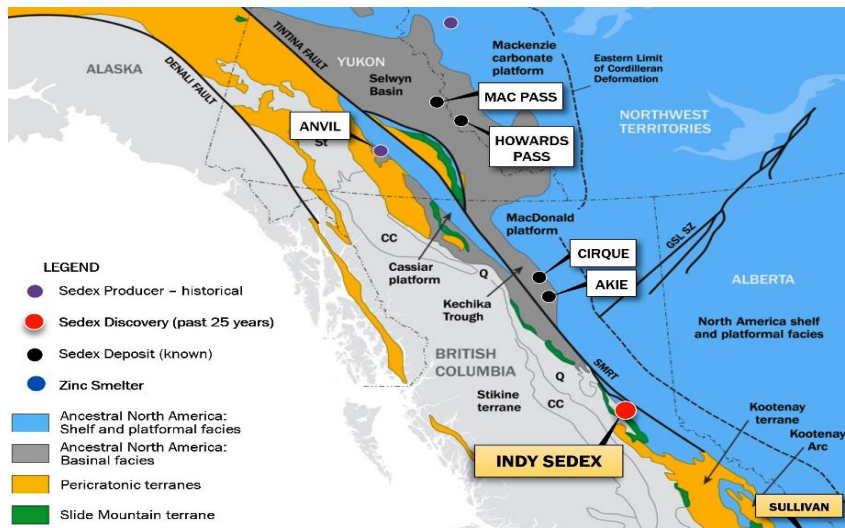 ALASKA
DENALI FAULT
TINTINA FAULT
YUKON
Selwyn
Basin
Mackenzie
carbonate
platform
Eastern Limit
of Cordilleran
Deformation
MAC PASS
NORTHWEST
TERRITORIES
ANVIL
St
HOWARDS
PASS
MacDonald
platform
GSL SZ
CC
Cassiar
platform
Q
Kechika
Trough
CIRQUE
AKIE
ALBERTA
North America shelf
and platformal facies
BRITISH
COLUMBIA
Stikine
terrane
Q
CC
SMRT
Kootenay
terrane
Kootenay
Arc
INDY SEDEX
SULLIVAN
LEGEND
Sedex Producer – historical
Sedex Discovery (past 25 years)
Sedex Deposit (known)
Zinc Smelter
Ancestral North America:
Shelf and platformal facies
Ancestral North America:
Basinal facies
Pericratonic terranes
Slide Mountain terrane